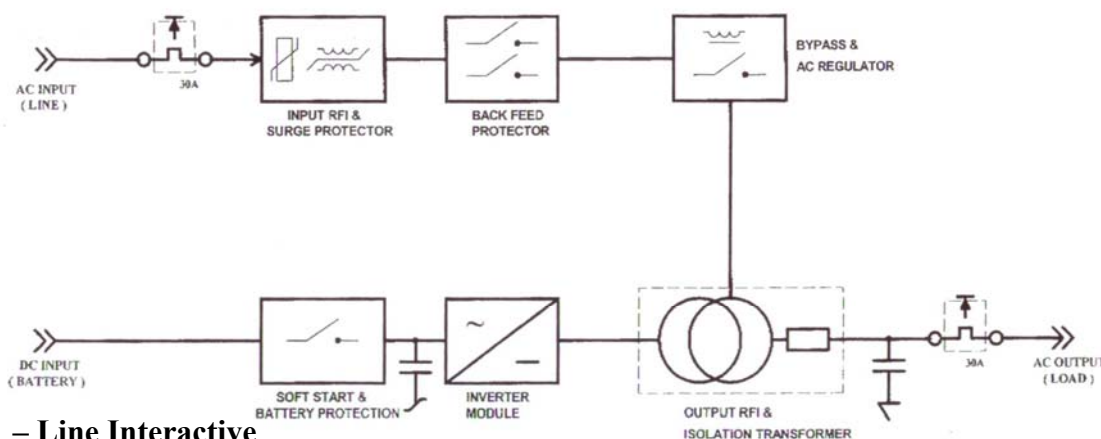 AC INPUT
( LINE )
30A
INPUT RFI &
SURGE PROTECTOR
BACK FEED
PROTECTOR
BYPASS &
AC REGULATOR
DC INPUT
( BATTERY )
SOFT START &
BATTERY PROTECTION
INVERTER
MODULE
OUTPUT RFI &
ISOLATION TRANSFORMER
30A
AC OUTPUT
( LOAD )
– Line Interactive